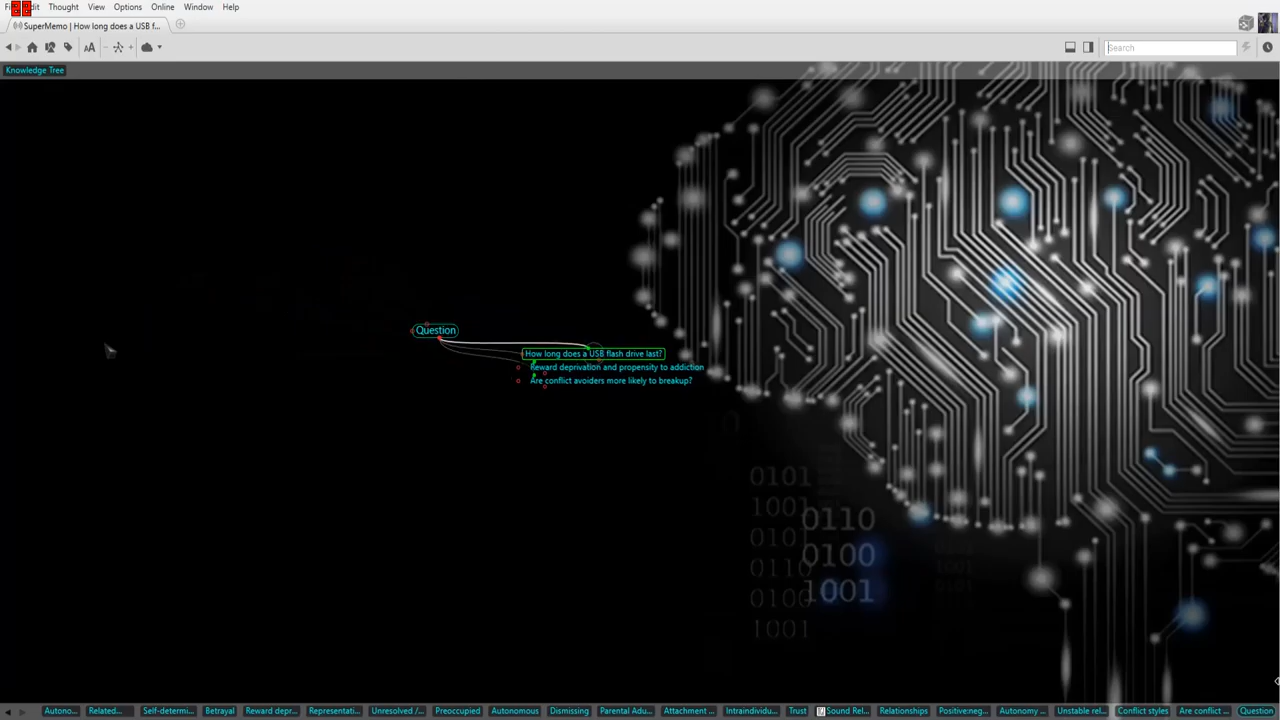 File Edit Thought View Options Online Window Help
SuperMemo | How long does a USB f...
AA
Search
Knowledge Tree
Question
How long does a USB flash drive last?
Reward deprivation and propensity to addiction
Are conflict avoiders more likely to breakup?
0101
1001
0110
0101
0100
0110
1001
0100
1001
Autono... Related... Self-determi... Betrayal Reward depr... Representati... Unresolved /... Preoccupied Autonomous Dismissing Parental Adu... Attachment ... Intraindividu... Trust Sound Rel... Relationships Positive:neg... Autonomy ... Unstable rel... Conflict styles Are conflict ... Question